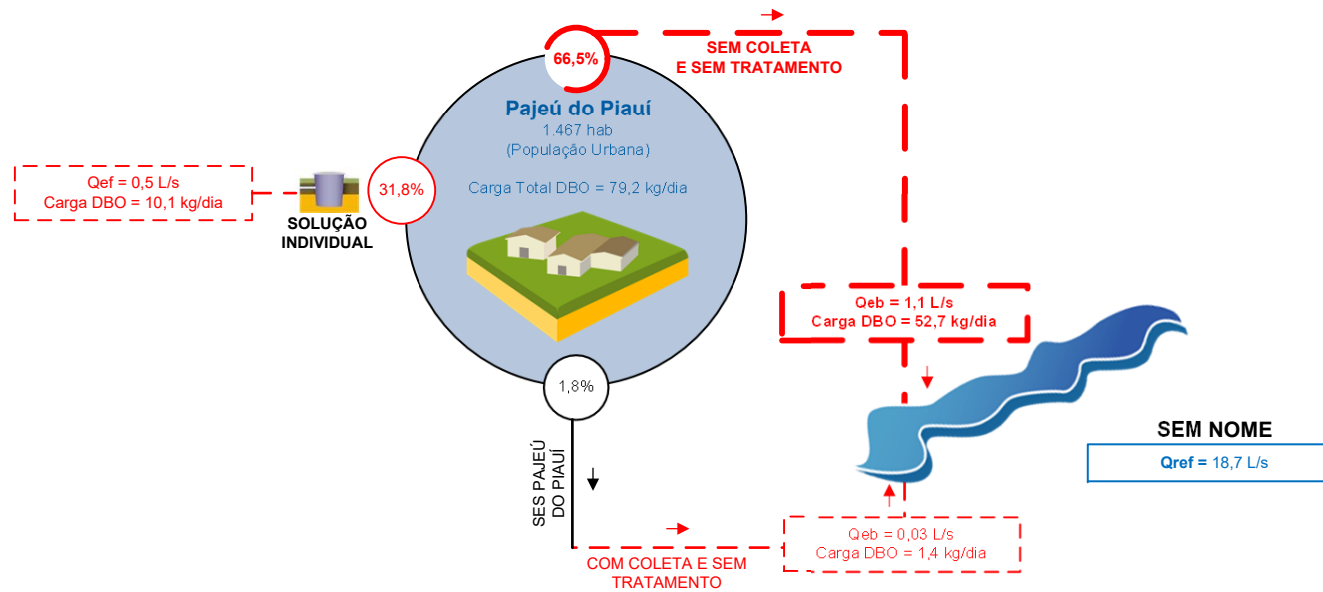 SEM COLETA
E SEM TRATAMENTO
66,5%
Pajeú do Piauí
1.467 hab
(População Urbana)
Carga Total DBO = 79,2 kg/dia
Qef = 0,5 L/s
Carga DBO = 10,1 kg/dia
SOLUÇÃO
INDIVIDUAL
31,8%
Qeb = 1,1 L/s
Carga DBO = 52,7 kg/dia
1,8%
SES PAJEÚ
DO PIAUÍ
SEM NOME
Qref = 18,7 L/s
Qeb = 0,03 L/s
Carga DBO = 1,4 kg/dia
COM COLETA E SEM
TRATAMENTO